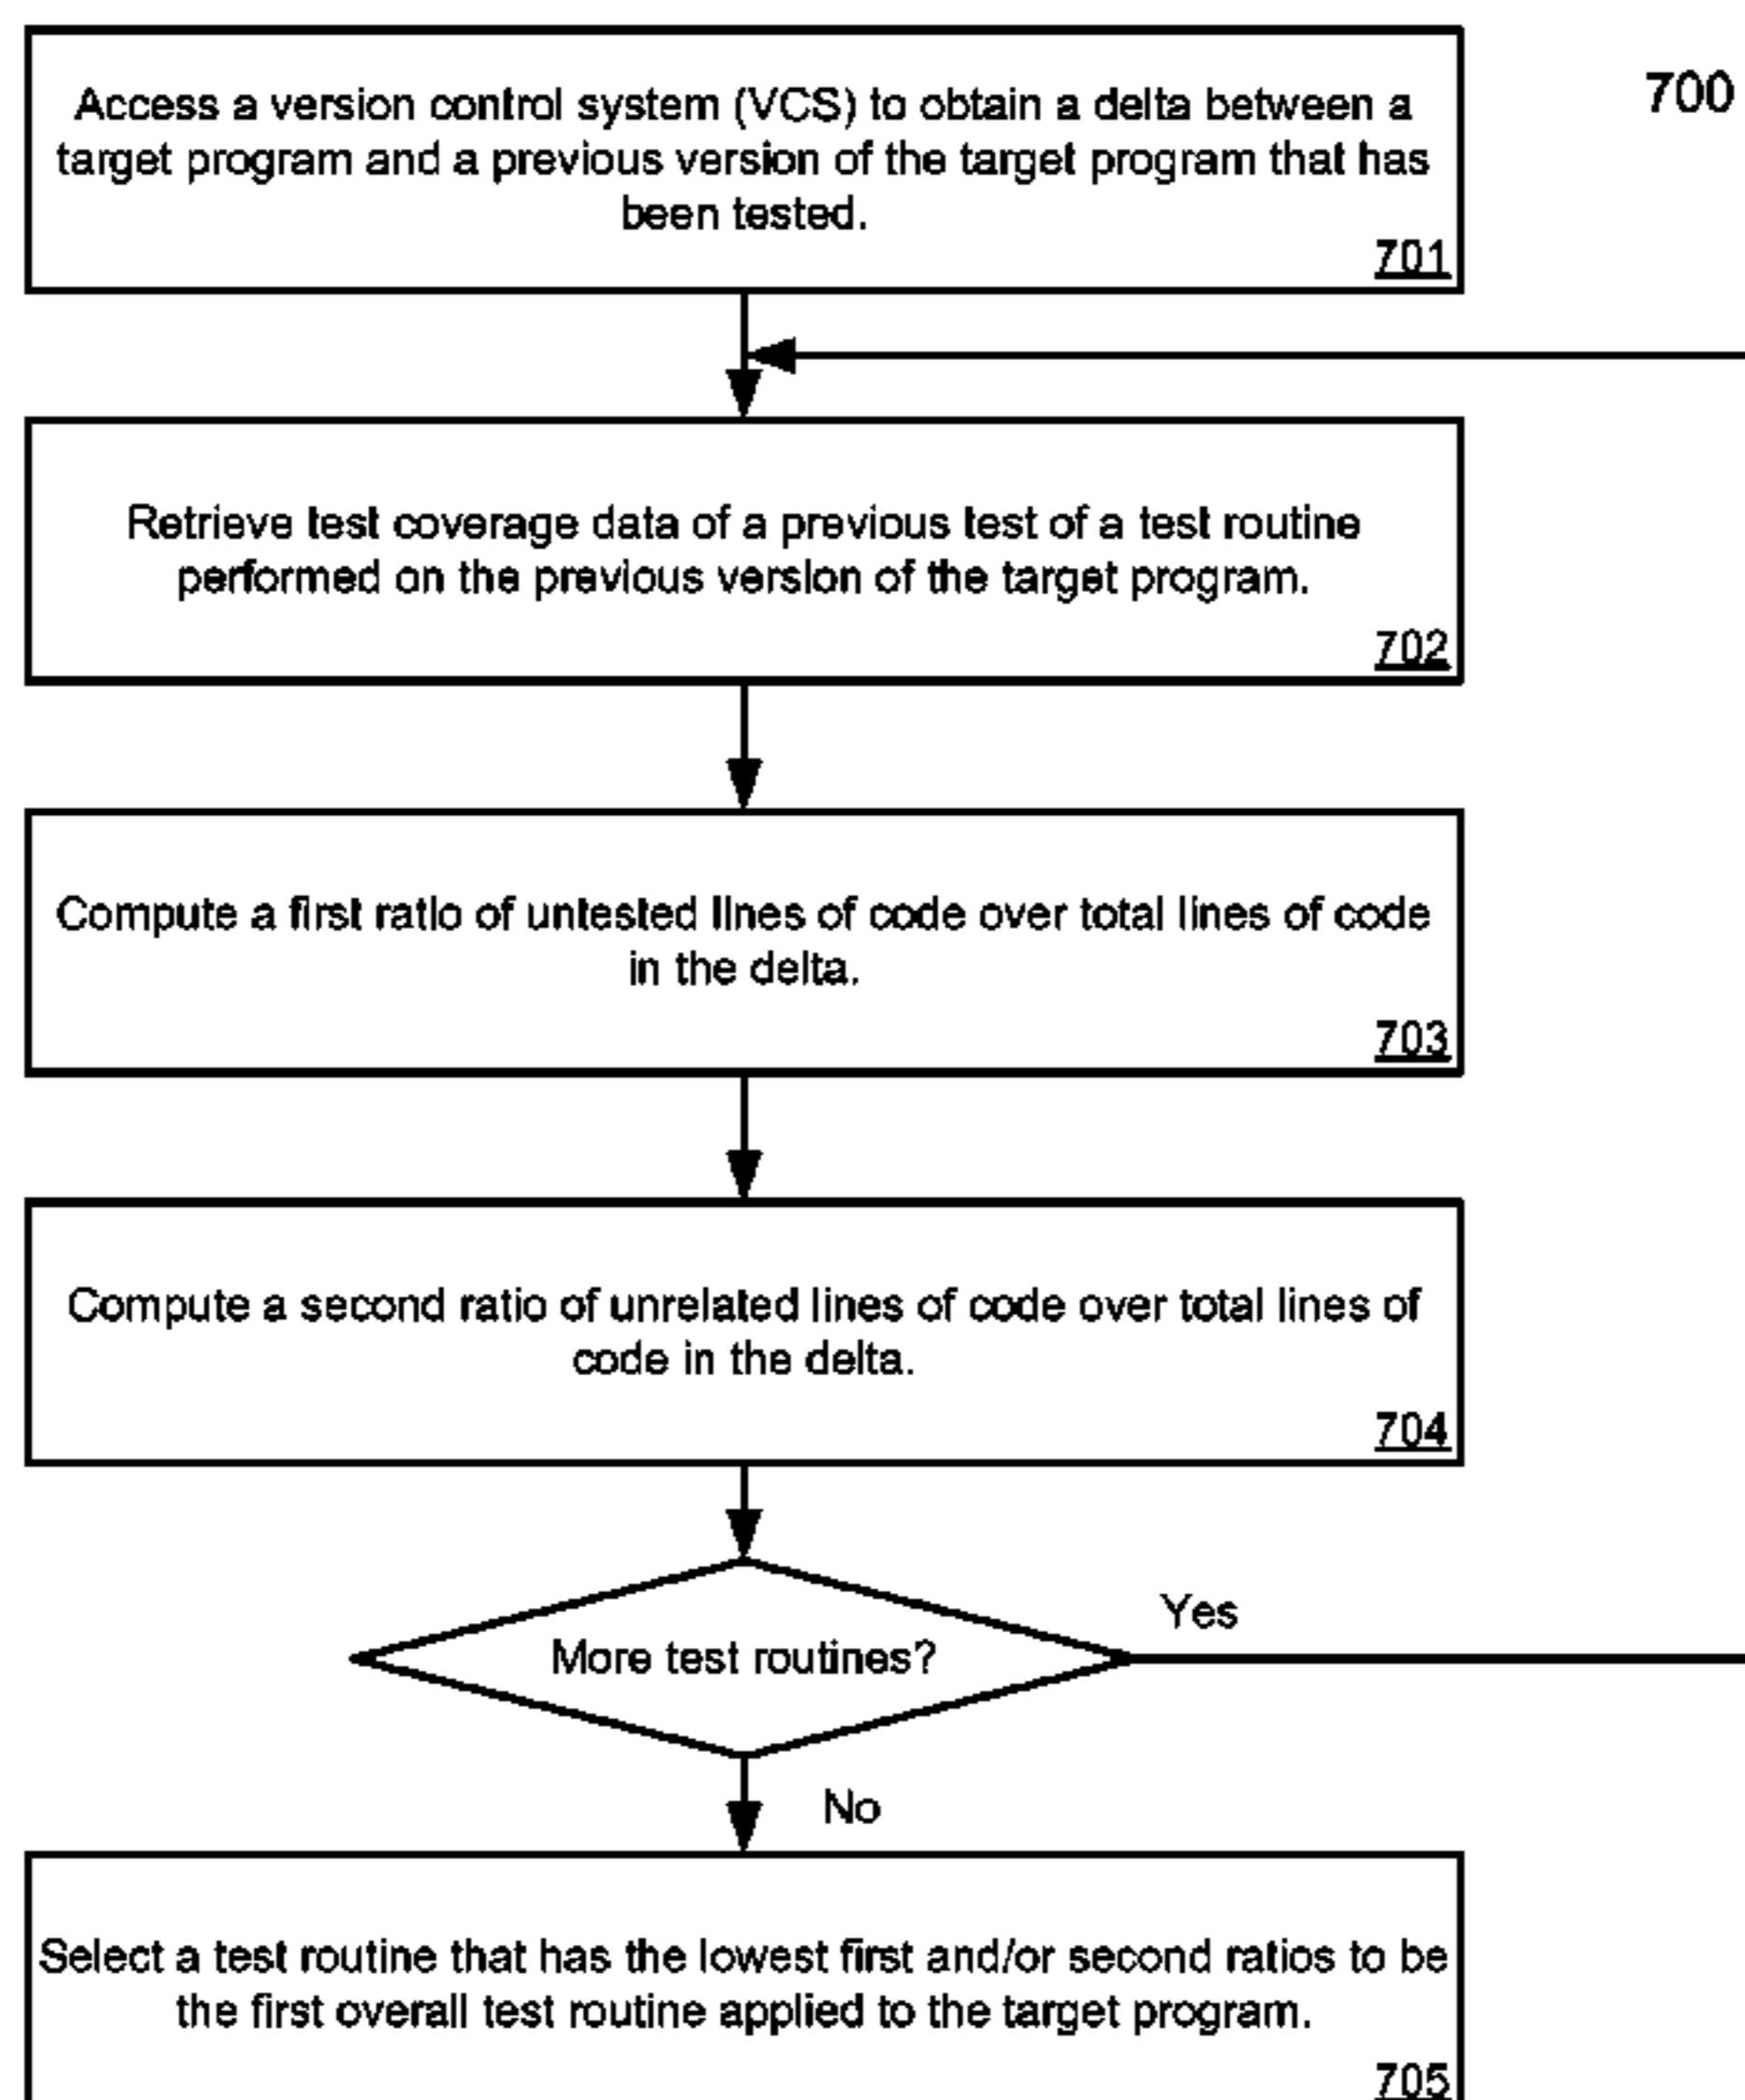 700
Access a version control system (VCS) to obtain a delta between a
target program and a previous version of the target program that has
been tested.
701
Retrieve test coverage data of a previous test of a test routine
performed on the previous version of the target program.
702
Compute a first ratio of untested lines of code over total lines of code
in the delta.
703
Compute a second ratio of unrelated lines of code over total lines of
code in the delta.
704
More test routines?
Yes
No
Select a test routine that has the lowest first and/or second ratios to be
the first overall test routine applied to the target program.
705